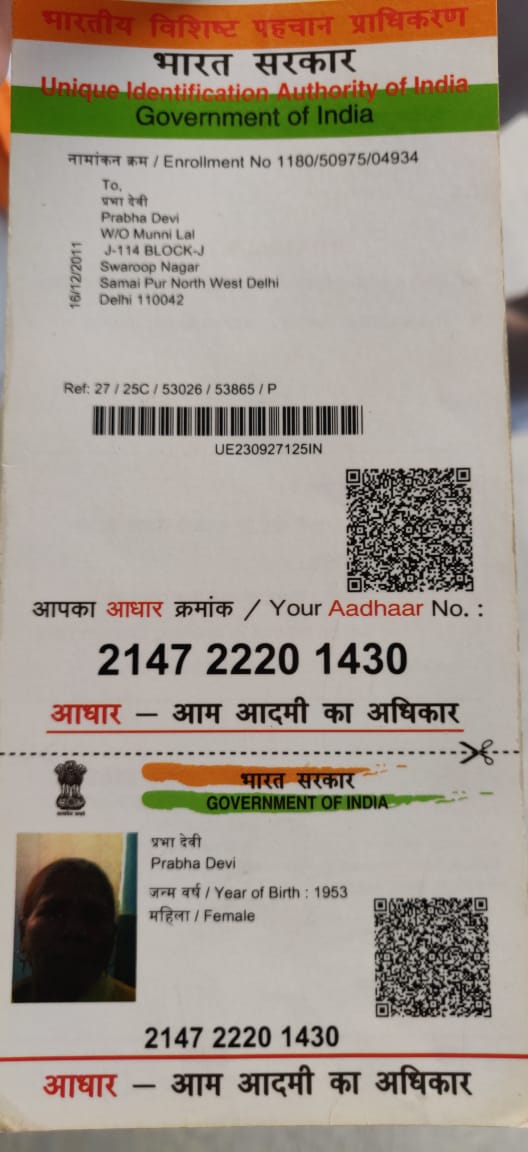 भारतीय विशिष्ट पहचान प्राधिकरण
भारत सरकार
Unique Identification Authority of India
Government of India
नामांकन क्रम / Enrollment No 1180/50975/04934
To,
प्रभा देवी
Prabha Devi
W/O Munni Lal
J-114 BLOCK-J
Swaroop Nagar
Samai Pur North West Delhi
Delhi 110042
16/12/2011
Ref: 27 / 25C / 53026 / 53865 / P
UE230927125IN
आपका आधार क्रमांक / Your Aadhaar No. :
2147 2220 1430
आधार – आम आदमी का अधिकार
भारत सरकार
GOVERNMENT OF INDIA
प्रभा देवी
Prabha Devi
जन्म वर्ष / Year of Birth : 1953
महिला / Female
2147 2220 1430
आधार – आम आदमी का अधिकार